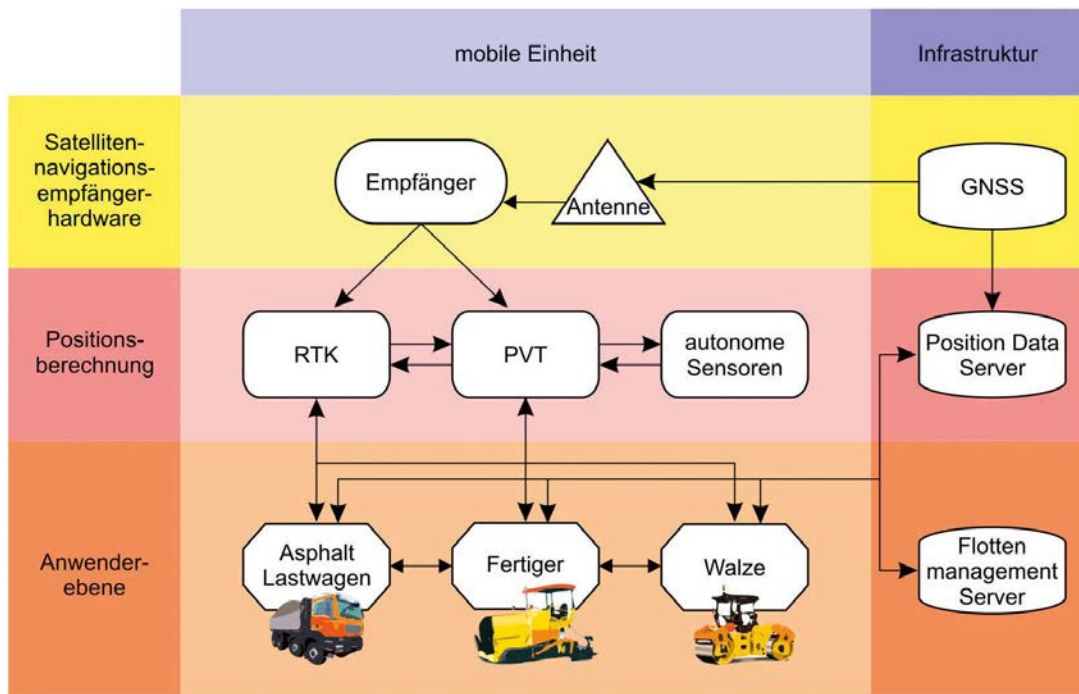 mobile Einheit
Infrastruktur
Satelliten-
navigations-
empfänger-
hardware
Empfänger
Antenne
GNSS
Positions-
berechnung
RTK
PVT
autonome
Sensoren
Position Data
Server
Anwender-
ebene
Asphalt
Lastwagen
Fertiger
Walze
Flotten
management
Server